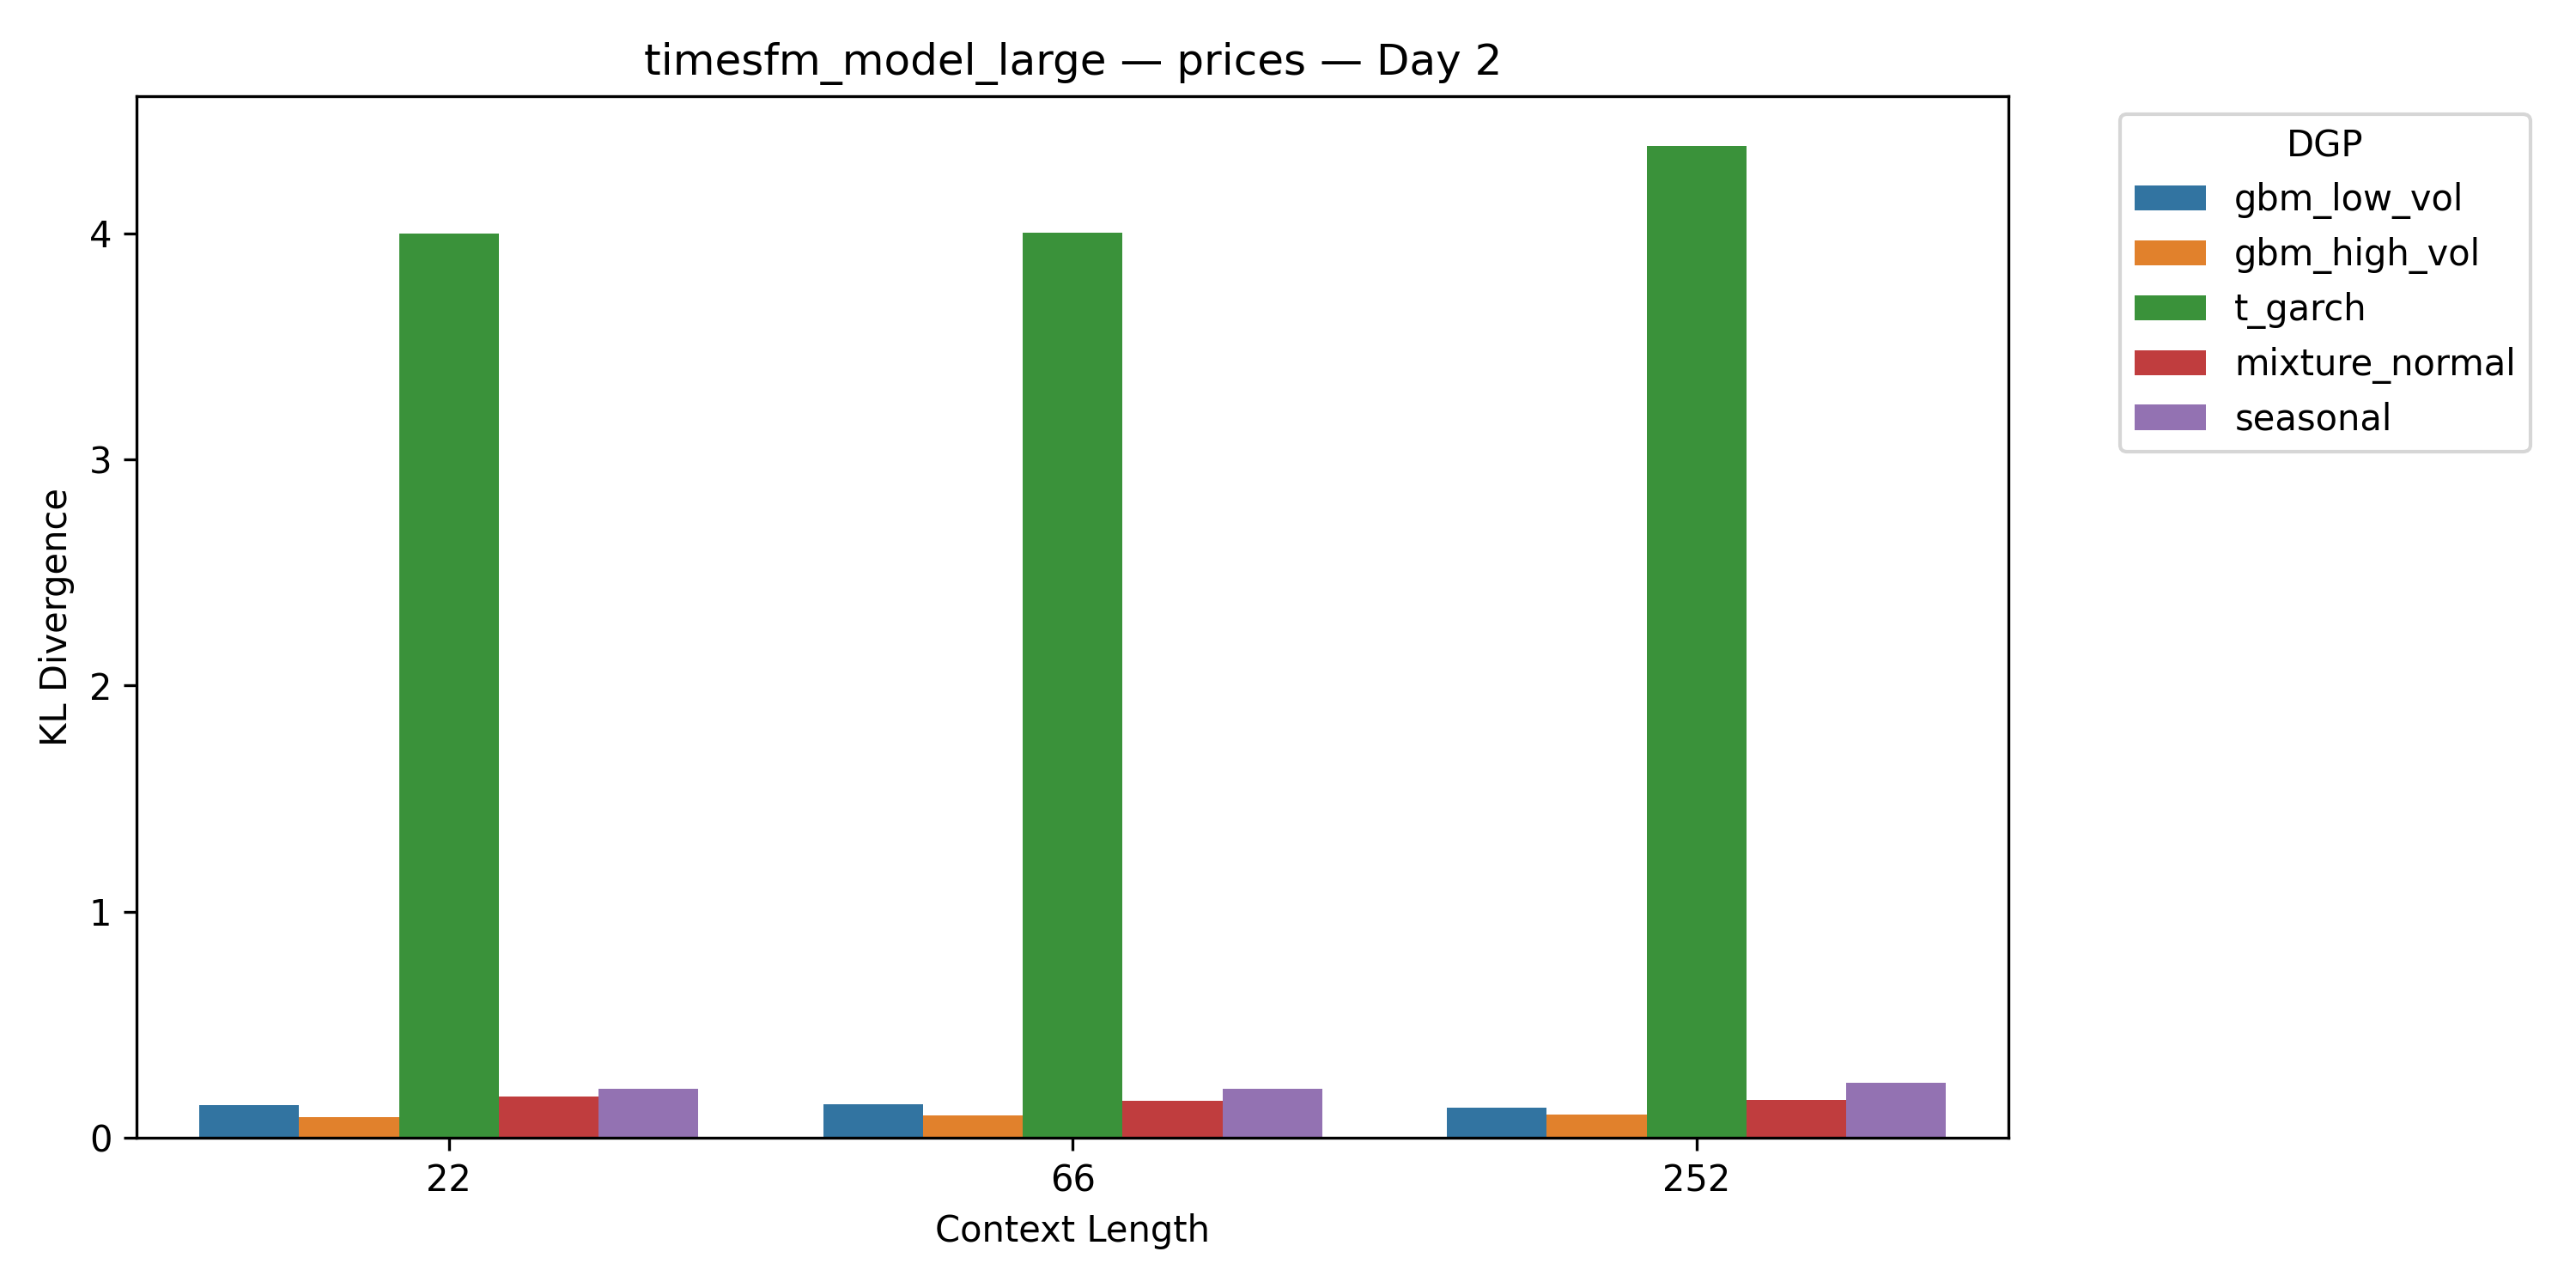 timesfm_model_large — prices — Day 2
KL Divergence
4
3
2
1
0
22
66
252
Context Length
DGP
gbm_low_vol
gbm_high_vol
t_garch
mixture_normal
seasonal